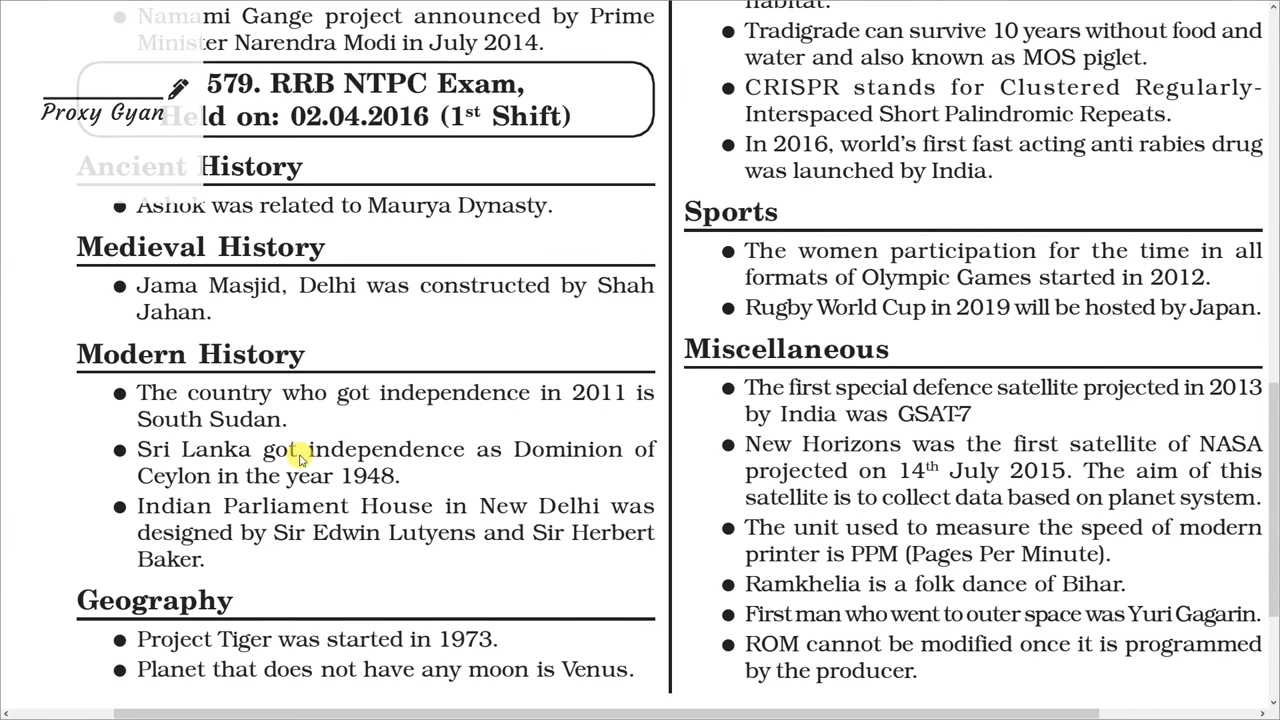 Namami Gange project announced by Prime
Minister Narendra Modi in July 2014.
579. RRB NTPC Exam,
Held on: 02.04.2016 (1st Shift)
Proxy Gyan
Ancient History
● Ashok was related to Maurya Dynasty.
Medieval History
● Jama Masjid, Delhi was constructed by Shah
Jahan.
Modern History
● The country who got independence in 2011 is
South Sudan.
● Sri Lanka got independence as Dominion of
Ceylon in the year 1948.
● Indian Parliament House in New Delhi was
designed by Sir Edwin Lutyens and Sir Herbert
Baker.
Geography
● Project Tiger was started in 1973.
● Planet that does not have any moon is Venus.
habitat.
● Tradigrade can survive 10 years without food and
water and also known as MOS piglet.
● CRISPR stands for Clustered Regularly-
Interspaced Short Palindromic Repeats.
● In 2016, world's first fast acting anti rabies drug
was launched by India.
Sports
● The women participation for the time in all
formats of Olympic Games started in 2012.
● Rugby World Cup in 2019 will be hosted by Japan.
Miscellaneous
● The first special defence satellite projected in 2013
by India was GSAT-7
● New Horizons was the first satellite of NASA
projected on 14th July 2015. The aim of this
satellite is to collect data based on planet system.
● The unit used to measure the speed of modern
printer is PPM (Pages Per Minute).
● Ramkhelia is a folk dance of Bihar.
● First man who went to outer space was Yuri Gagarin.
● ROM cannot be modified once it is programmed
by the producer.